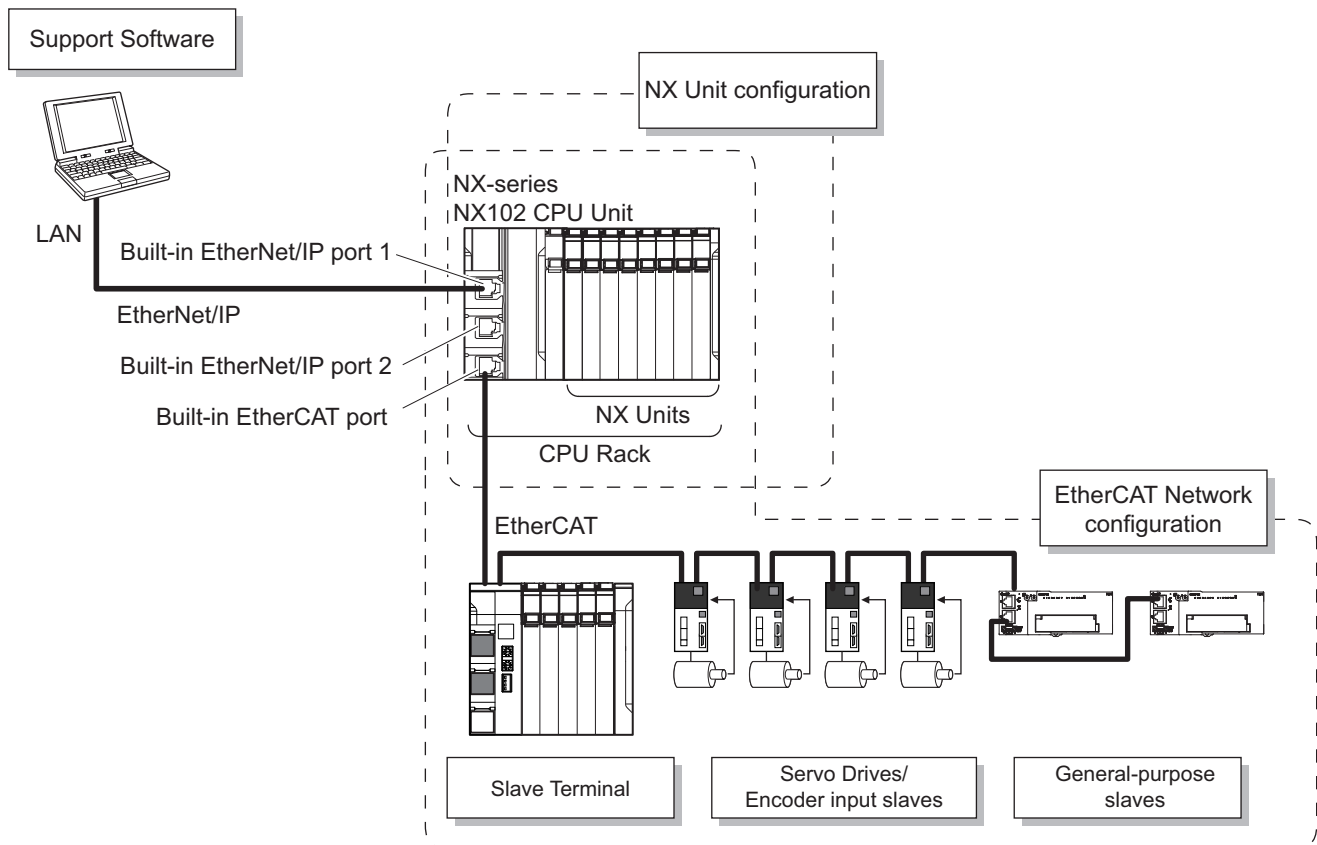 Support Software
NX Unit configuration
NX-series
NX102 CPU Unit
LAN
Built-in EtherNet/IP port 1
EtherNet/IP
Built-in EtherNet/IP port 2
Built-in EtherCAT port
NX Units
CPU Rack
EtherCAT Network
configuration
EtherCAT
Slave Terminal
Servo Drives/
Encoder input slaves
General-purpose
slaves